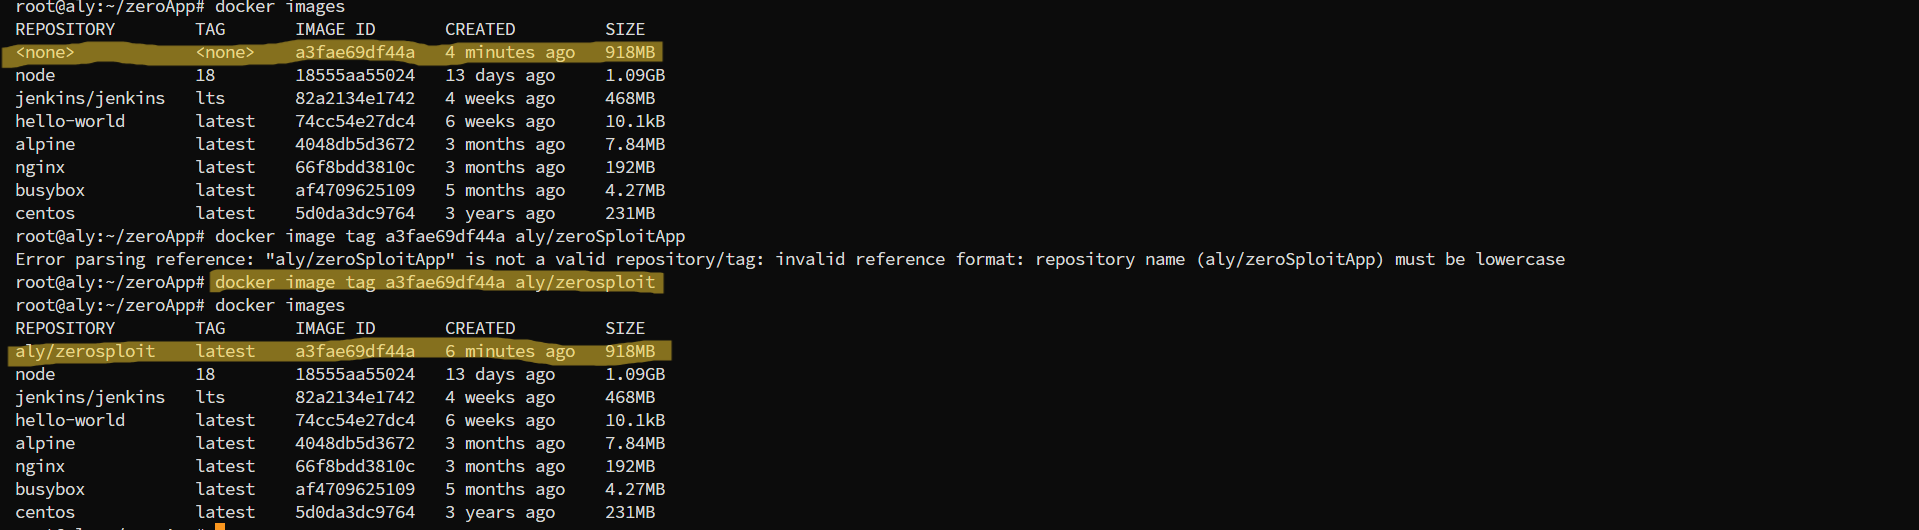 root@aly:~/zeroApp# docker images
REPOSITORY TAG IMAGE ID CREATED SIZE
<none> <none> a3fae69df44a 4 minutes ago 918MB
node 18 18555aa55024 13 days ago 1.09GB
jenkins/jenkins lts 82a2134e1742 4 weeks ago 468MB
hello-world latest 74cc54e27dc4 6 weeks ago 10.1kB
alpine latest 4048db5d3672 3 months ago 7.84MB
nginx latest 66f8bdd3810c 3 months ago 192MB
busybox latest af4709625109 5 months ago 4.27MB
centos latest 5d0da3dc9764 3 years ago 231MB
root@aly:~/zeroApp# docker image tag a3fae69df44a aly/zeroSploitApp
Error parsing reference: "aly/zeroSploitApp" is not a valid repository/tag: invalid reference format: repository name (aly/zeroSploitApp) must be lowercase
root@aly:~/zeroApp# docker image tag a3fae69df44a aly/zerosploit
root@aly:~/zeroApp# docker images
REPOSITORY TAG IMAGE ID CREATED SIZE
aly/zerosploit latest a3fae69df44a 6 minutes ago 918MB
node 18 18555aa55024 13 days ago 1.09GB
jenkins/jenkins lts 82a2134e1742 4 weeks ago 468MB
hello-world latest 74cc54e27dc4 6 weeks ago 10.1kB
alpine latest 4048db5d3672 3 months ago 7.84MB
nginx latest 66f8bdd3810c 3 months ago 192MB
busybox latest af4709625109 5 months ago 4.27MB
centos latest 5d0da3dc9764 3 years ago 231MB